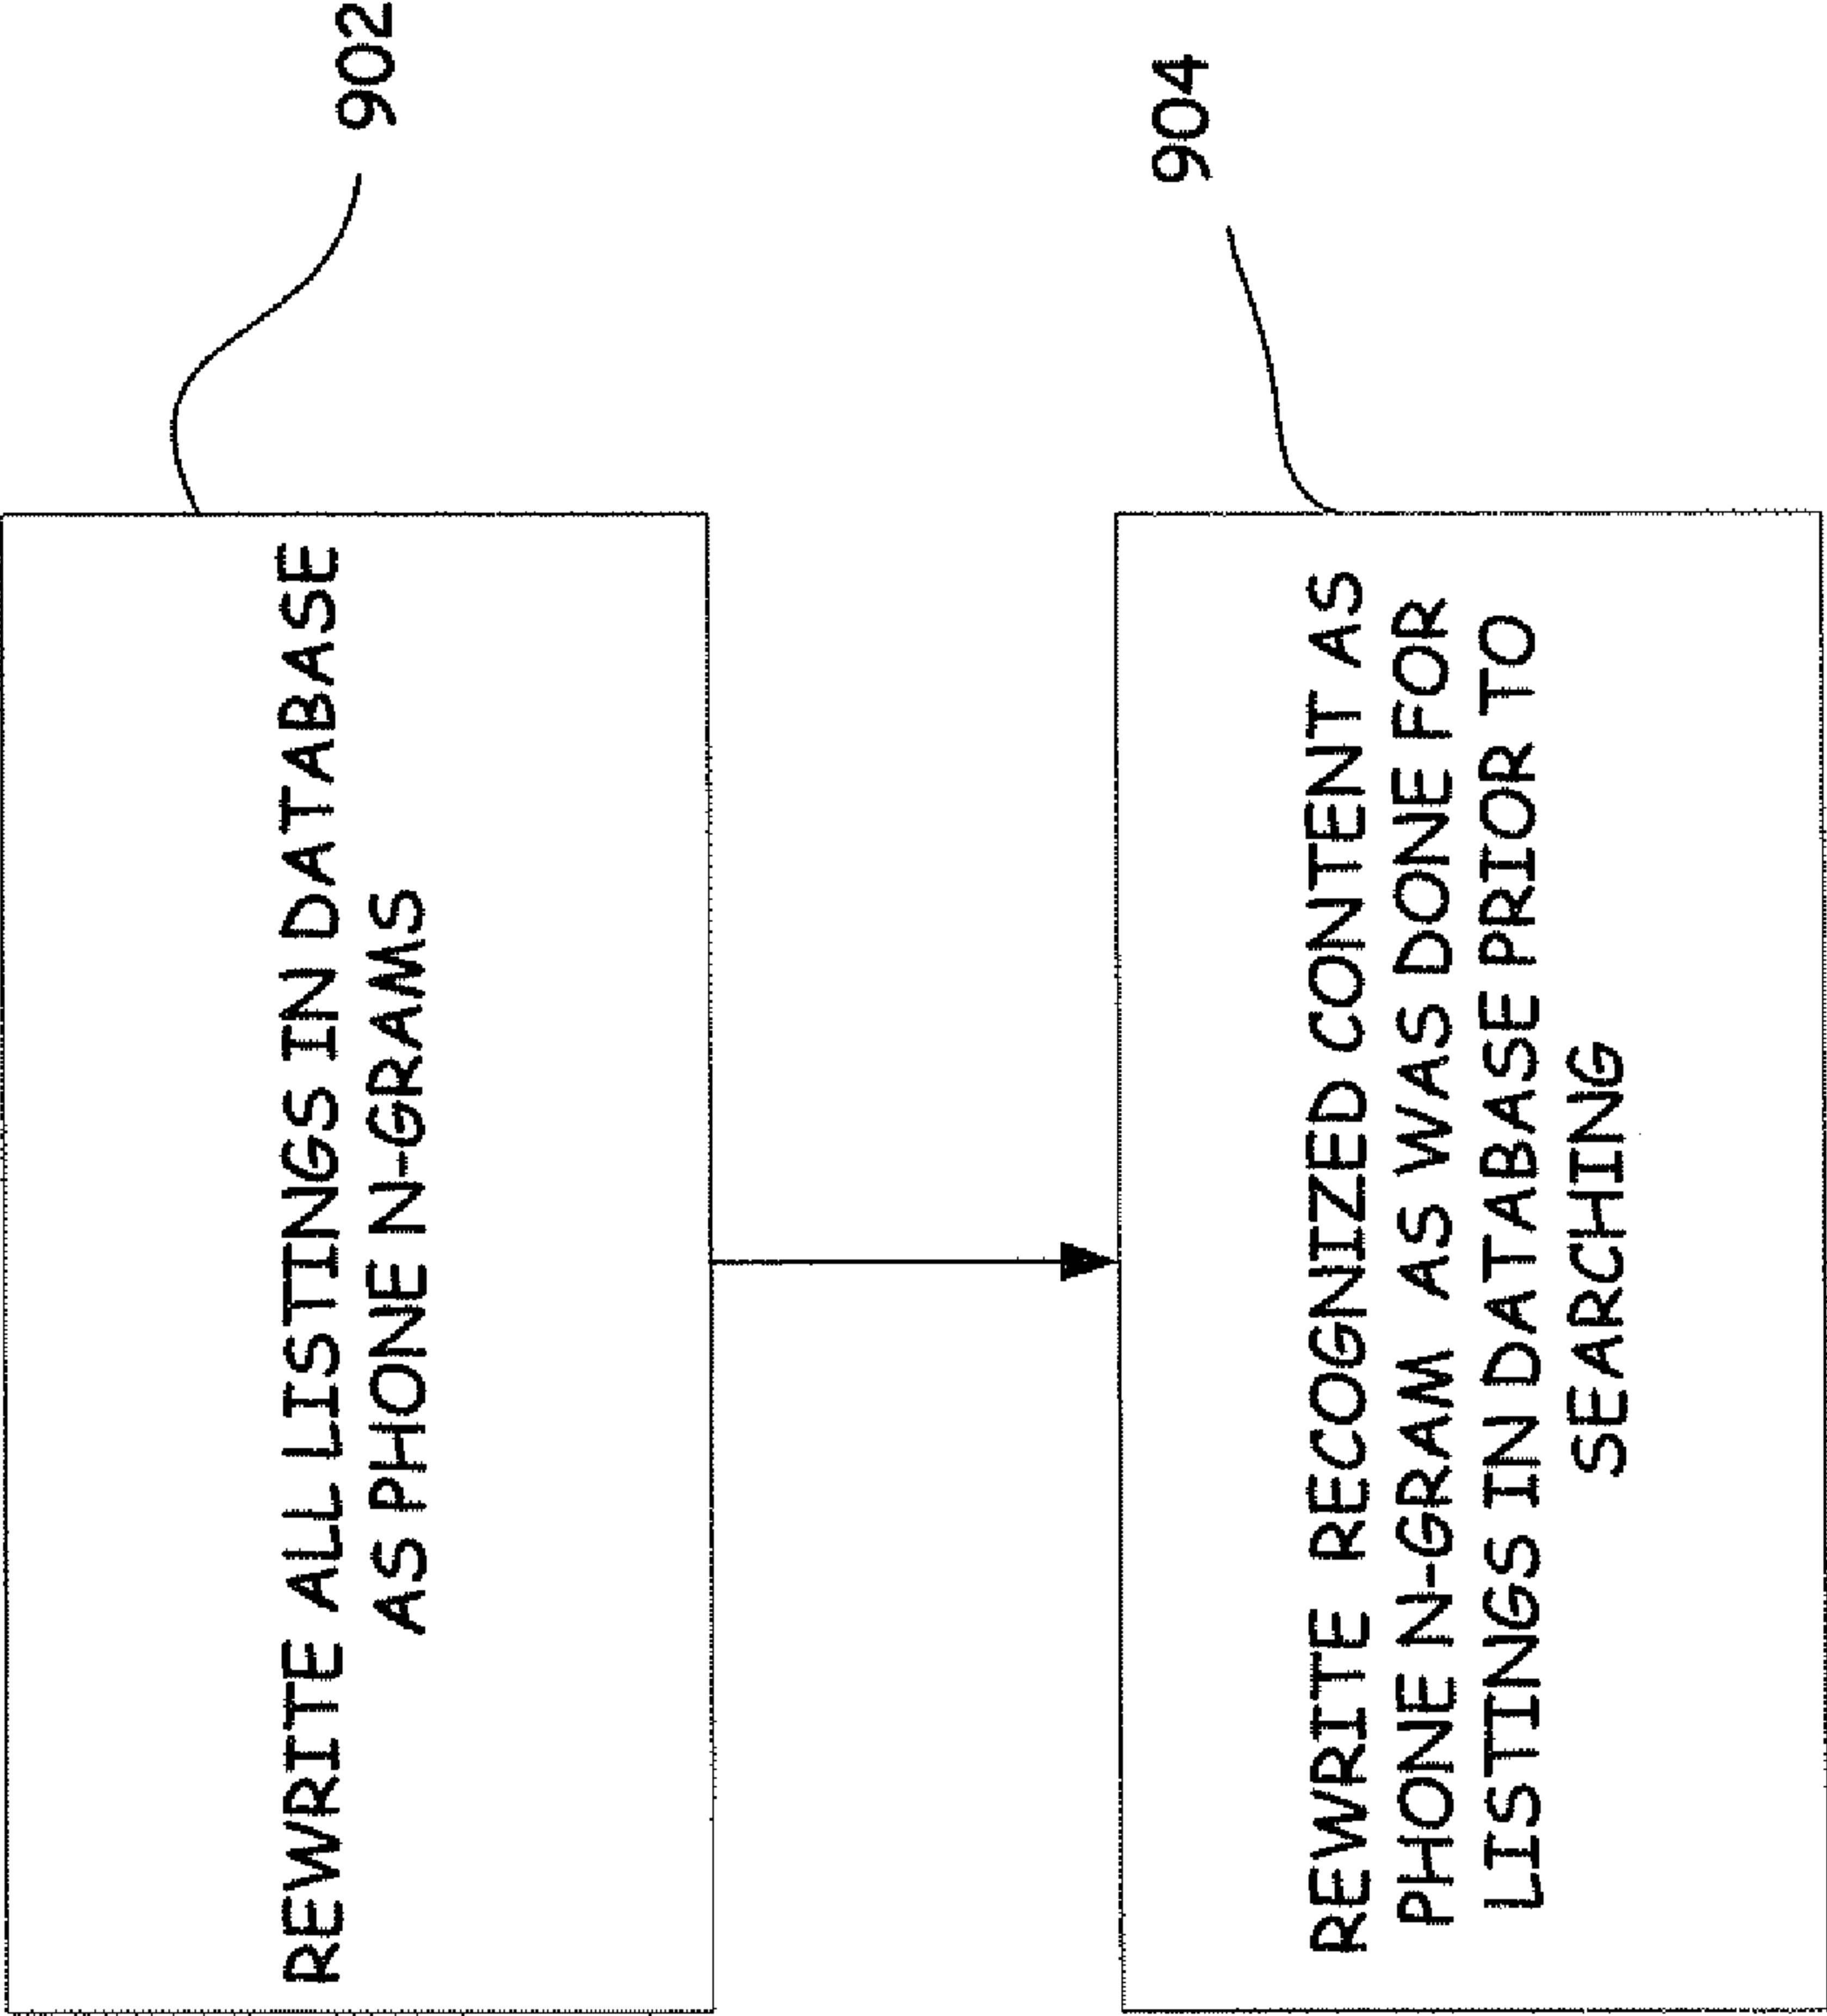 REWRITE ALL LISTINGS IN DATABASE
AS PHONE N-GRAMS
902
REWRITE RECOGNIZED CONTENT AS
PHONE N-GRAM AS WAS DONE FOR
LISTINGS IN DATABASE PRIOR TO
SEARCHING
904